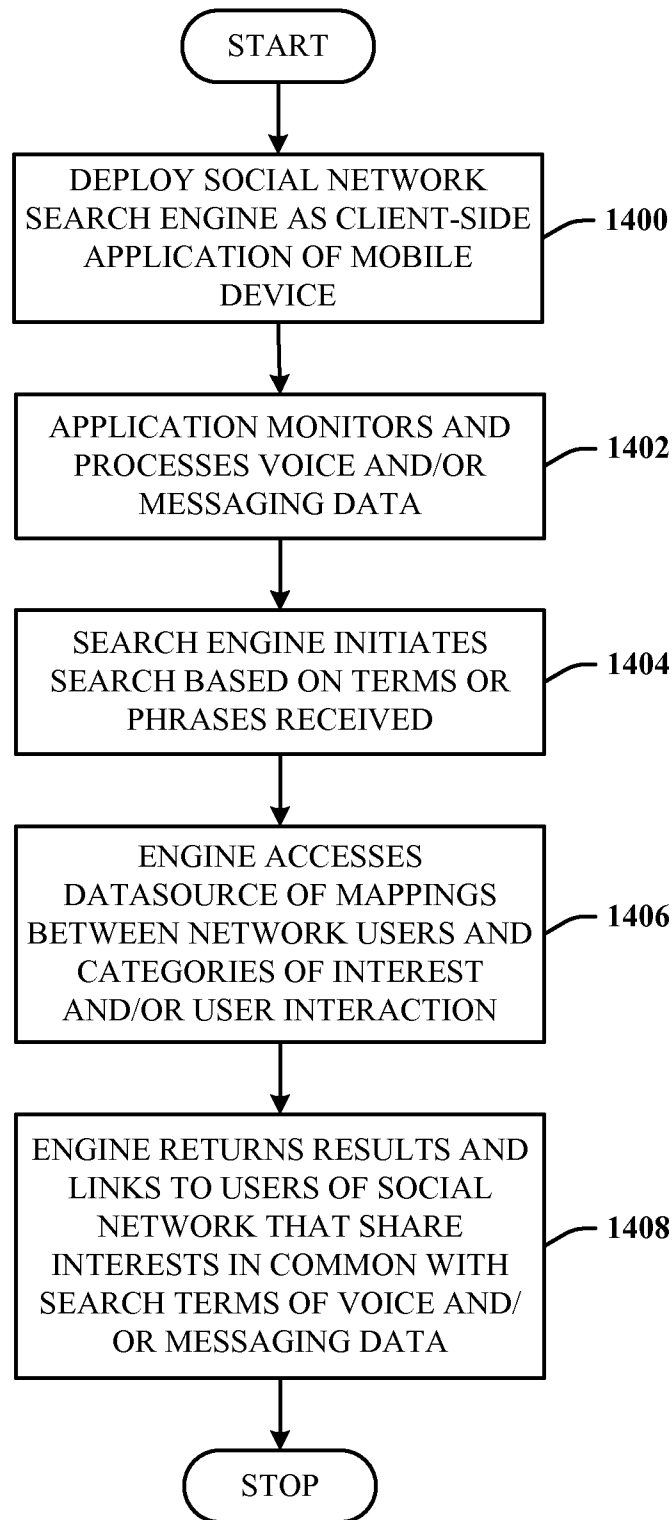 START
DEPLOY SOCIAL NETWORK
SEARCH ENGINE AS CLIENT-SIDE
APPLICATION OF MOBILE
DEVICE
1400
APPLICATION MONITORS AND
PROCESSES VOICE AND/OR
MESSAGING DATA
1402
SEARCH ENGINE INITIATES
SEARCH BASED ON TERMS OR
PHRASES RECEIVED
1404
ENGINE ACCESSES
DATASOURCE OF MAPPINGS
BETWEEN NETWORK USERS AND
CATEGORIES OF INTEREST
AND/OR USER INTERACTION
1406
ENGINE RETURNS RESULTS AND
LINKS TO USERS OF SOCIAL
NETWORK THAT SHARE
INTERESTS IN COMMON WITH
SEARCH TERMS OF VOICE AND/
OR MESSAGING DATA
1408
STOP